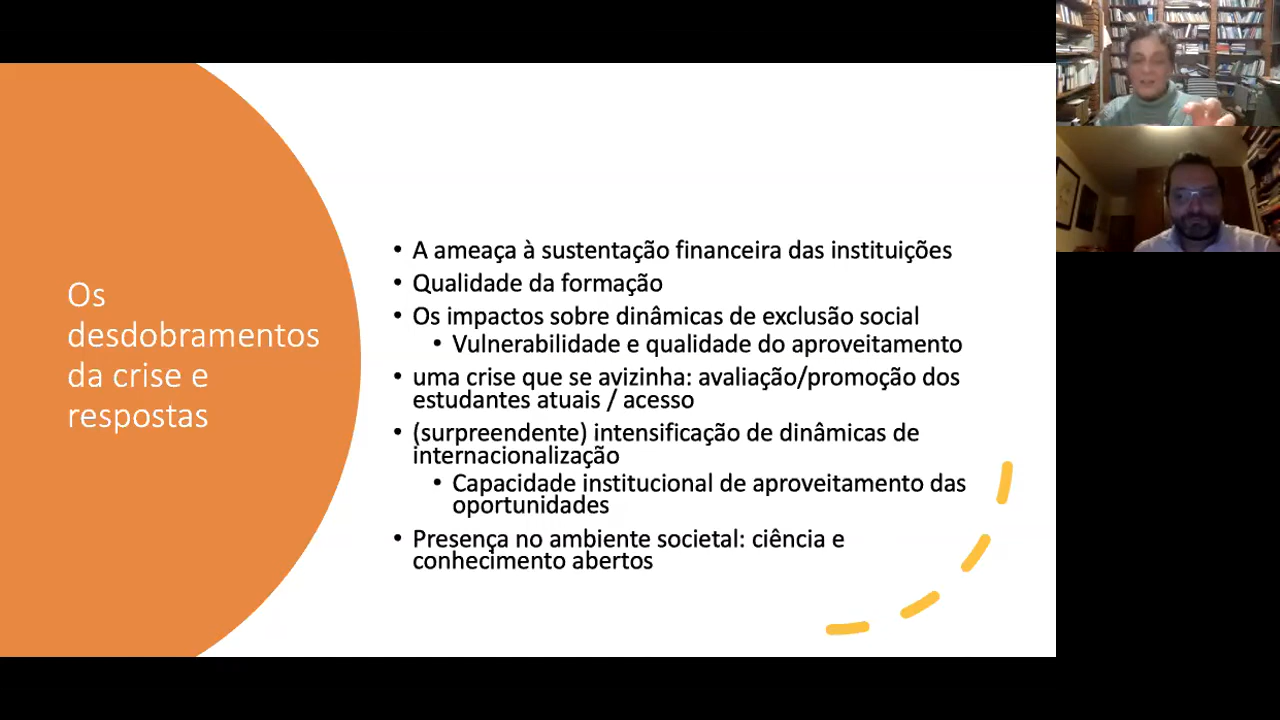 Os
desdobramentos
da crise e
respostas
• A ameaça à sustentação financeira das instituições
• Qualidade da formação
• Os impactos sobre dinâmicas de exclusão social
• Vulnerabilidade e qualidade do aproveitamento
• uma crise que se avizinha: avaliação/promoção dos
estudantes atuais / acesso
• (surpreendente) intensificação de dinâmicas de
internacionalização
• Capacidade institucional de aproveitamento das
oportunidades
• Presença no ambiente societal: ciência e
conhecimento abertos